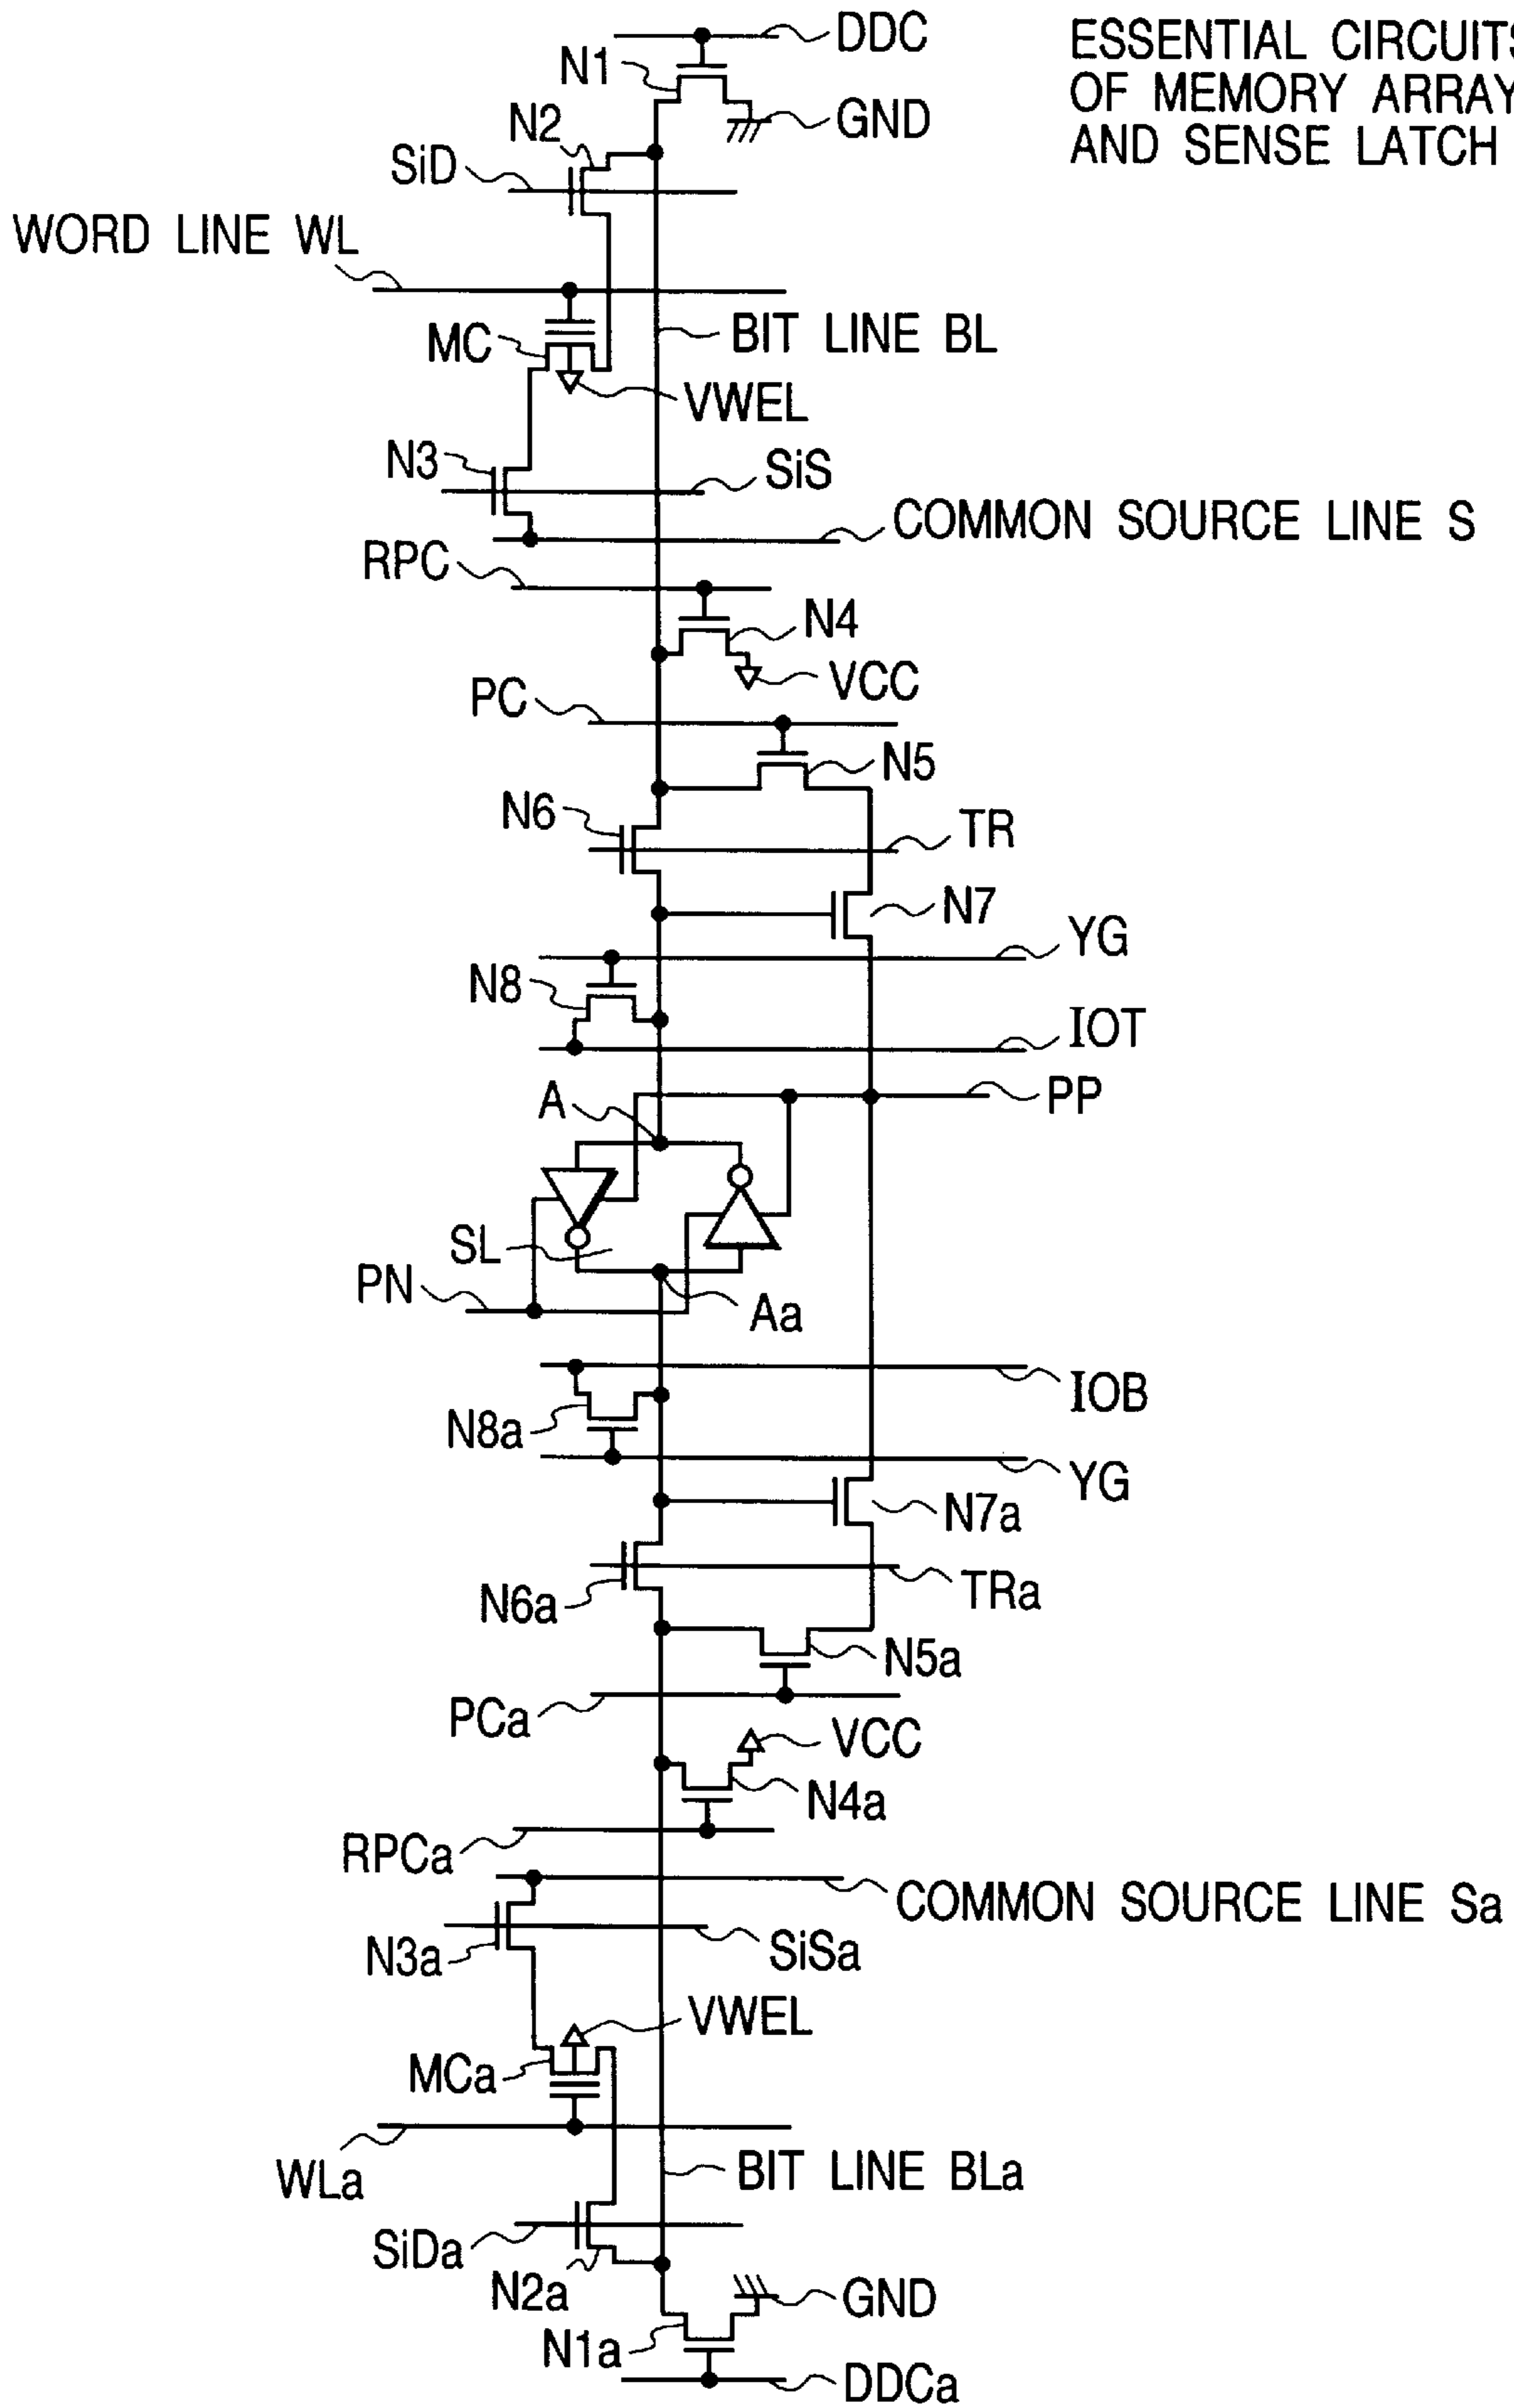 DDC
ESSENTIAL CIRCUITS
OF MEMORY ARRAY
AND SENSE LATCH
N1
GND
N2
SiD
WORD LINE WL
BIT LINE BL
MC
VWEL
N3
SiS
COMMON SOURCE LINE S
RPC
N4
VCC
PC
N5
N6
TR
N7
YG
N8
IOT
A
PP
SL
PN
Aa
IOB
N8a
YG
N7a
N6a
TRa
N5a
PCa
VCC
N4a
RPCa
COMMON SOURCE LINE Sa
N3a
SiSa
VWEL
MCa
WLa
BIT LINE BLa
SiDa
N2a
GND
N1a
DDCa